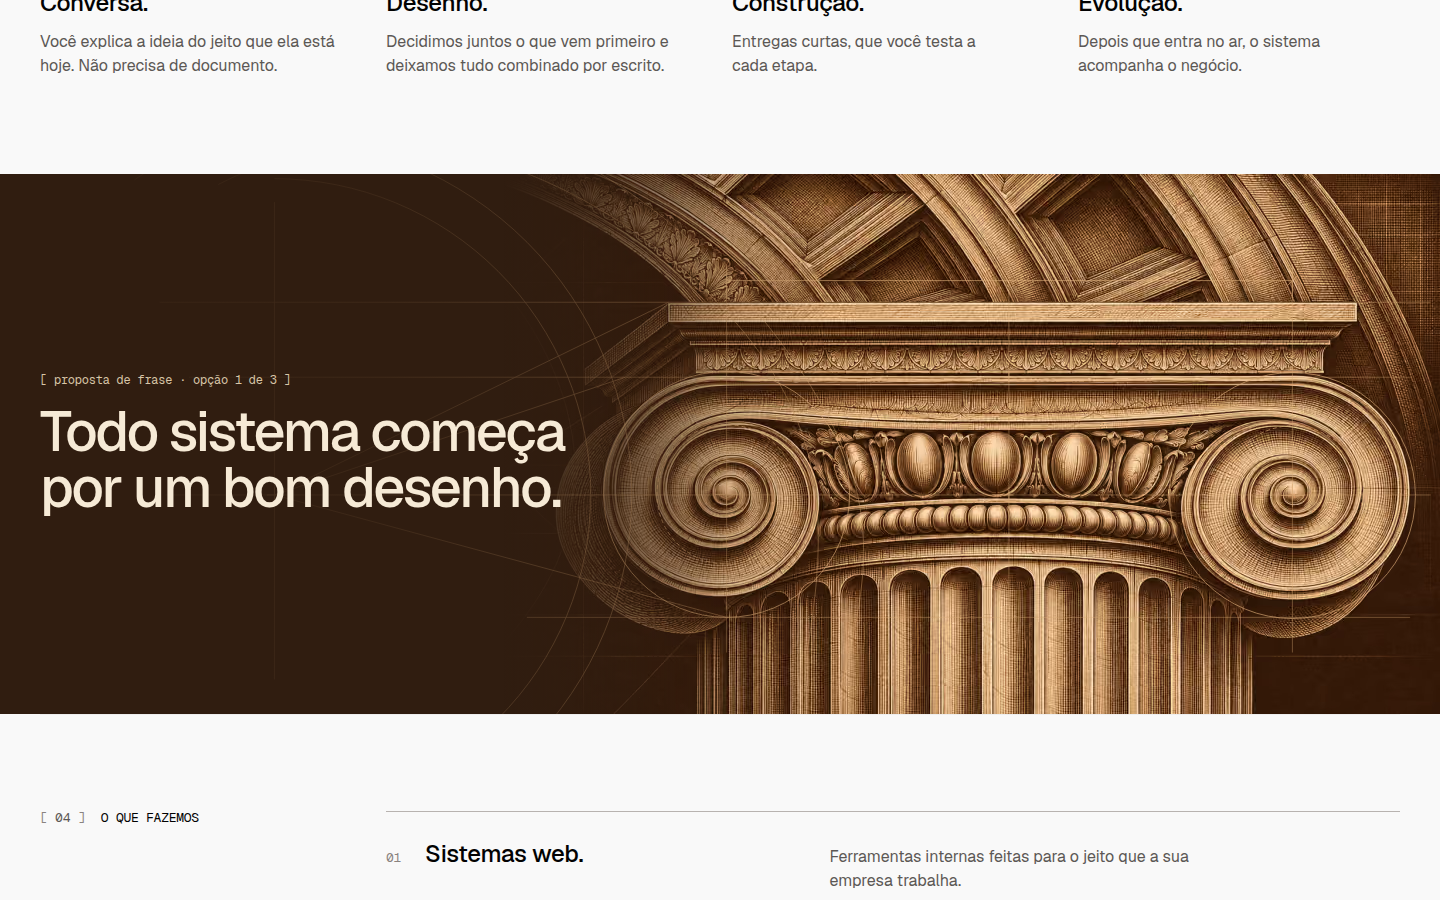 Conversa.
Você explica a ideia do jeito que ela está
hoje. Não precisa de documento.
Desenho.
Decidimos juntos o que vem primeiro e
deixamos tudo combinado por escrito.
Construção.
Entregas curtas, que você testa a
cada etapa.
Evolução.
Depois que entra no ar, o sistema
acompanha o negócio.
[ proposta de frase · opção 1 de 3 ]
Todo sistema começa
por um bom desenho.
[ 04 ] O QUE FAZEMOS
01 Sistemas web.
Ferramentas internas feitas para o jeito que a sua
empresa trabalha.